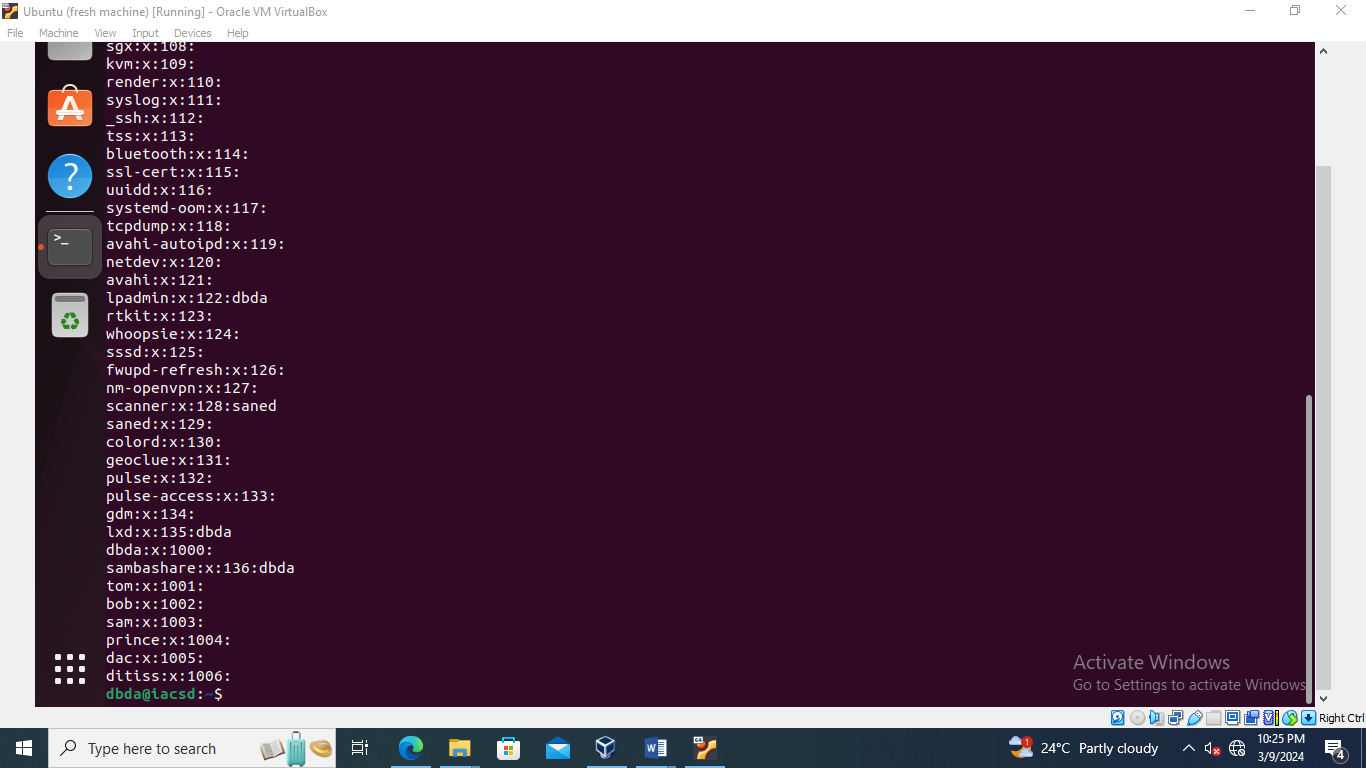 Ubuntu (fresh machine) [Running] - Oracle VM VirtualBox
File Machine View Input Devices Help
sgx:x:108:
kvm:x:109:
render:x:110:
syslog:x:111:
_ssh:x:112:
tss:x:113:
bluetooth:x:114:
ssl-cert:x:115:
uuidd:x:116:
systemd-oom:x:117:
tcpdump:x:118:
avahi-autoipd:x:119:
netdev:x:120:
avahi:x:121:
lpadmin:x:122:dbda
rtkit:x:123:
whoopsie:x:124:
sssd:x:125:
fwupd-refresh:x:126:
nm-openvpn:x:127:
scanner:x:128:saned
saned:x:129:
colord:x:130:
geoclue:x:131:
pulse:x:132:
pulse-access:x:133:
gdm:x:134:
lxd:x:135:dbda
dbda:x:1000:
sambashare:x:136:dbda
tom:x:1001:
bob:x:1002:
sam:x:1003:
prince:x:1004:
dac:x:1005:
ditiss:x:1006:
dbda@iacsd:~$
Activate Windows
Go to Settings to activate Windows
Right Ctrl
Type here to search
24°C Partly cloudy
10:25 PM
3/9/2024
4